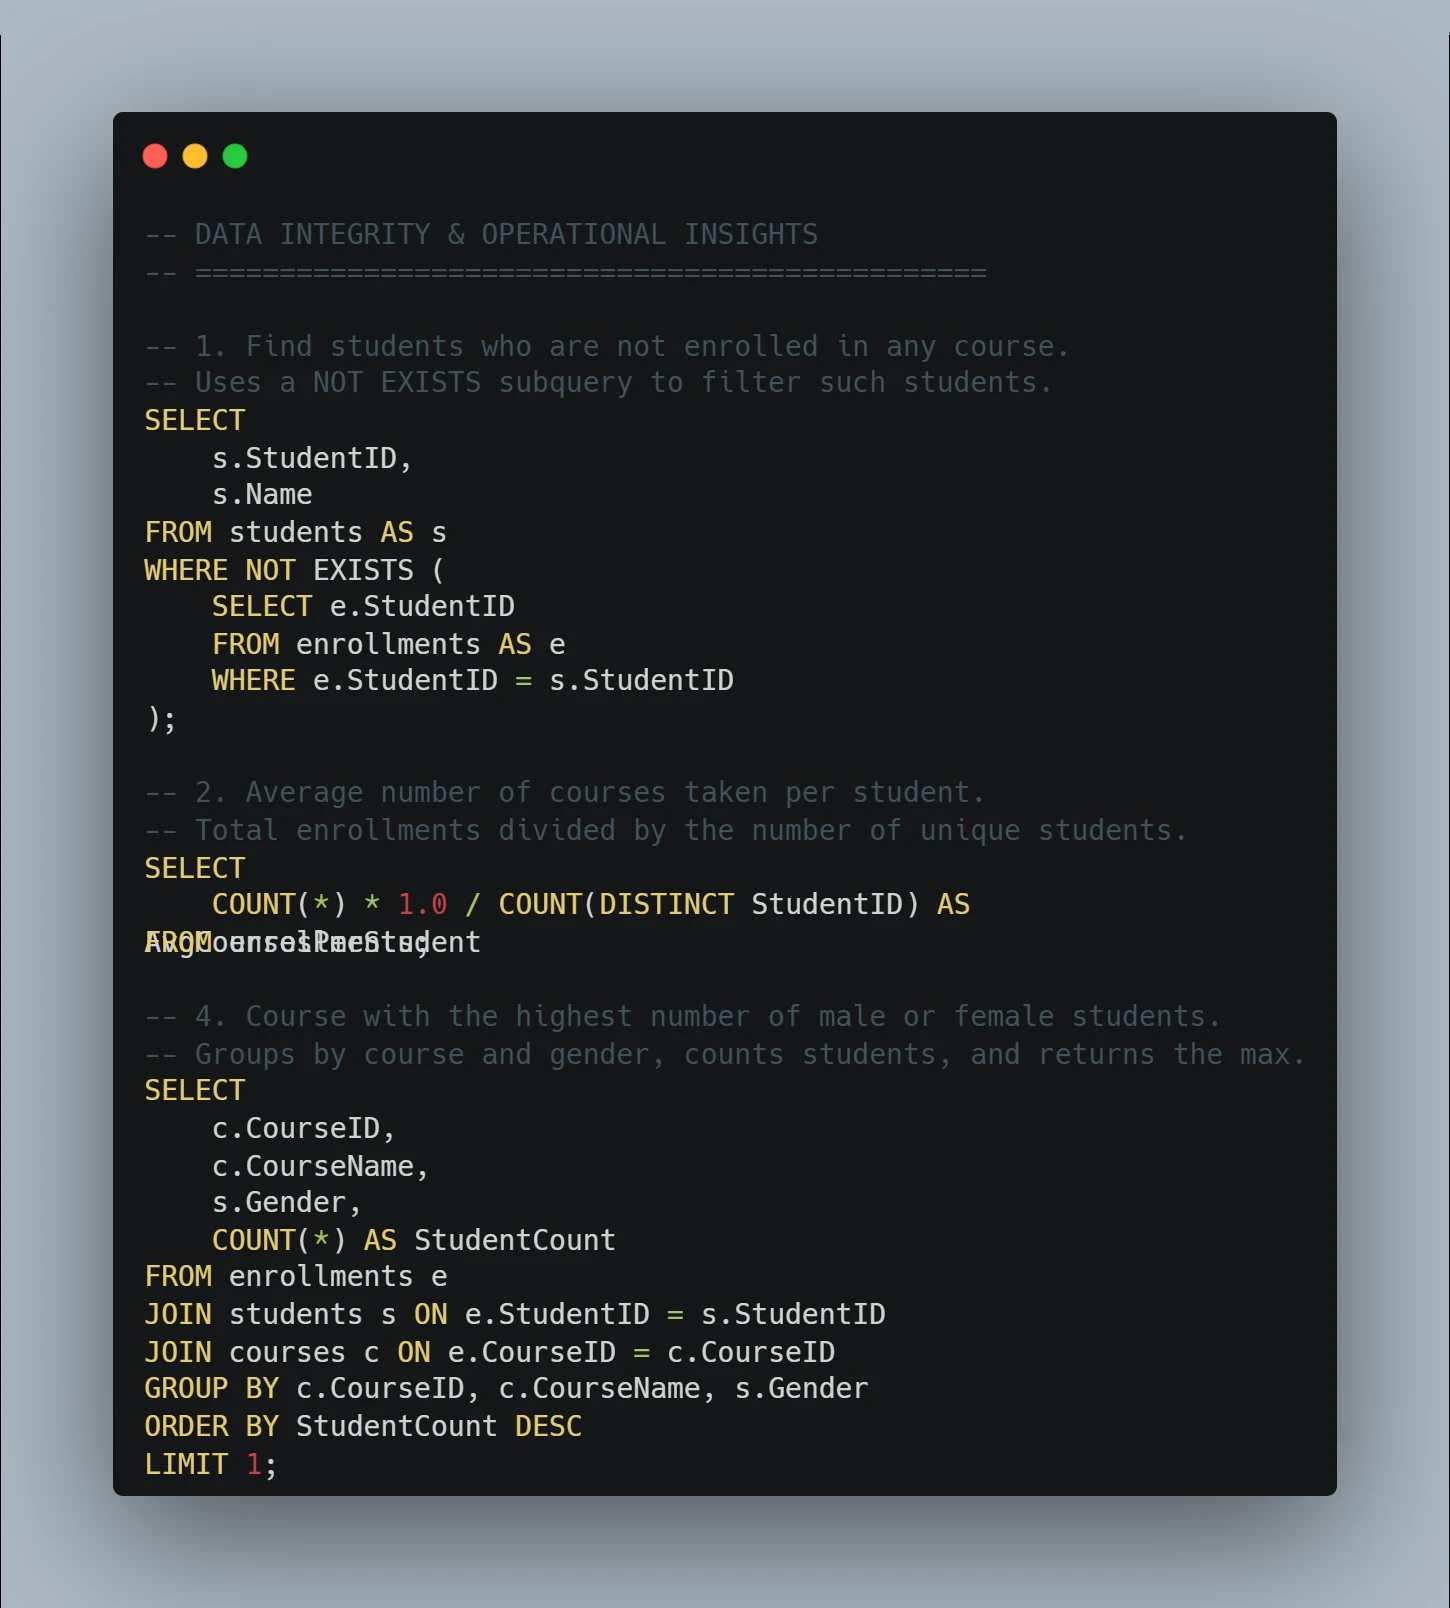 -- DATA INTEGRITY & OPERATIONAL INSIGHTS
-- ===============================================
-- 1. Find students who are not enrolled in any course.
-- Uses a NOT EXISTS subquery to filter such students.
SELECT
    s.StudentID,
    s.Name
FROM students AS s
WHERE NOT EXISTS (
    SELECT e.StudentID
    FROM enrollments AS e
    WHERE e.StudentID = s.StudentID
);
-- 2. Average number of courses taken per student.
-- Total enrollments divided by the number of unique students.
SELECT
    COUNT(*) * 1.0 / COUNT(DISTINCT StudentID) AS
AvgCoursesPerStudent
FROM enrollments;
-- 4. Course with the highest number of male or female students.
-- Groups by course and gender, counts students, and returns the max.
SELECT
    c.CourseID,
    c.CourseName,
    s.Gender,
    COUNT(*) AS StudentCount
FROM enrollments e
JOIN students s ON e.StudentID = s.StudentID
JOIN courses c ON e.CourseID = c.CourseID
GROUP BY c.CourseID, c.CourseName, s.Gender
ORDER BY StudentCount DESC
LIMIT 1;